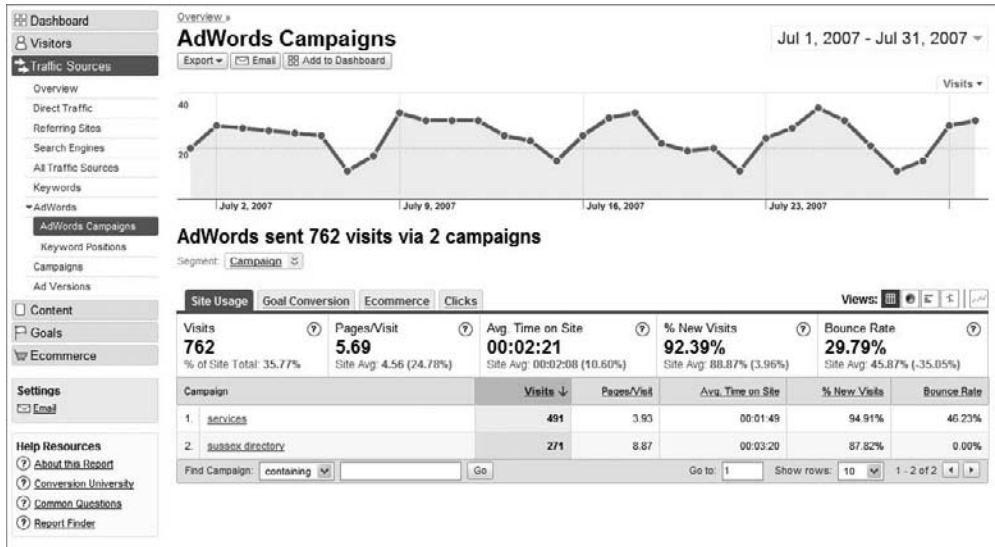 Dashboard
Visitors
Traffic Sources
Overview
Direct Traffic
Referring Sites
Search Engines
All Traffic Sources
Keywords
AdWords
AdWords Campaigns
Keyword Positions
Campaigns
Ad Versions
Content
Goals
Ecommerce
Settings
Email
Help Resources
? About this Report
? Conversion University
? Common Questions
? Report Finder
Overview »
AdWords Campaigns
Jul 1, 2007 - Jul 31, 2007
Export Email Add to Dashboard
Visits
40
20
July 2, 2007 July 9, 2007 July 16, 2007 July 23, 2007
AdWords sent 762 visits via 2 campaigns
Segment: Campaign
Site Usage Goal Conversion Ecommerce Clicks Views:
Visits ? Pages/Visit ? Avg. Time on Site ? % New Visits ? Bounce Rate ?
762 5.69 00:02:21 92.39% 29.79%
% of Site Total: 35.77% Site Avg: 4.56 (24.78%) Site Avg: 00:02:08 (10.60%) Site Avg: 88.87% (3.96%) Site Avg: 45.87% (-35.05%)
Campaign Visits ↓ Pages/Visit Avg. Time on Site % New Visits Bounce Rate
1. services 491 3.93 00:01:49 94.91% 46.23%
2. sussex directory 271 8.87 00:03:20 87.82% 0.00%
Find Campaign: containing Go Go to: 1 Show rows: 10 1 - 2 of 2